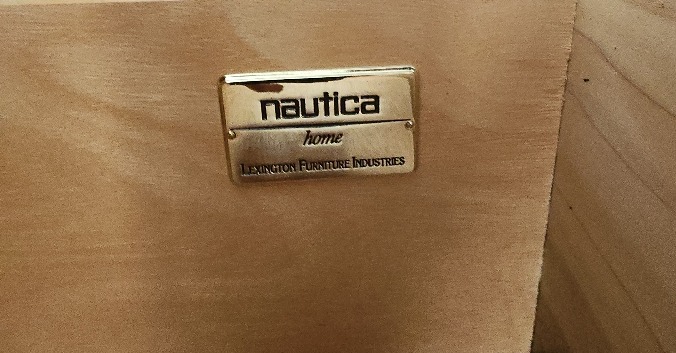 nautica
home
LEXINGTON FURNITURE INDUSTRIES